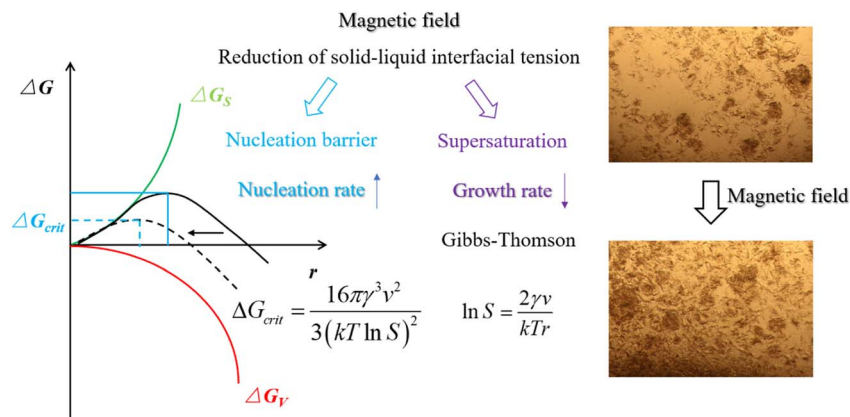 Magnetic field
Reduction of solid-liquid interfacial tension
△G
△G_S
Nucleation barrier
Supersaturation
Nucleation rate
Growth rate
Magnetic field
△G_crit
Gibbs-Thomson
r
ΔG_crit = 16πγ³v² / 3(kT ln S)²
ln S = 2γv / kTr
△G_V